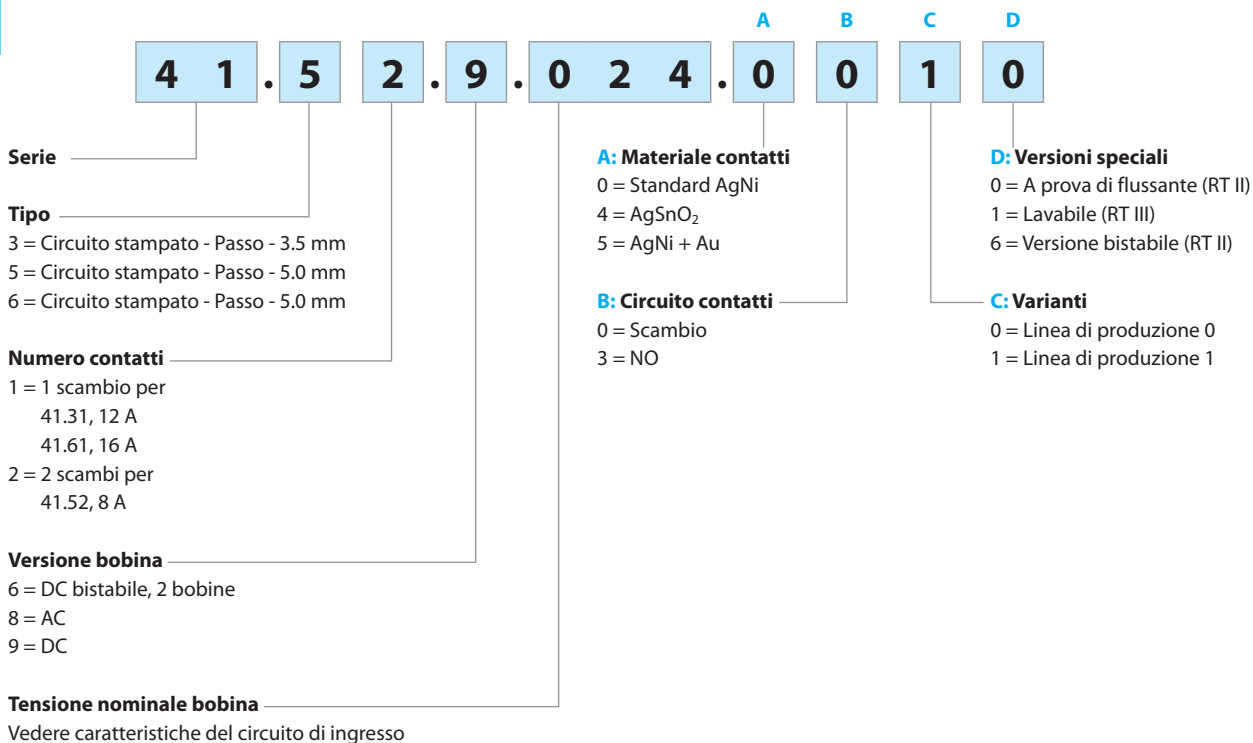 A B C D
4 1 . 5 2 . 9 . 0 2 4 . 0 0 1 0
Serie
Tipo
3 = Circuito stampato - Passo - 3.5 mm
5 = Circuito stampato - Passo - 5.0 mm
6 = Circuito stampato - Passo - 5.0 mm
Numero contatti
1 = 1 scambio per
41.31, 12 A
41.61, 16 A
2 = 2 scambi per
41.52, 8 A
Versione bobina
6 = DC bistabile, 2 bobine
8 = AC
9 = DC
Tensione nominale bobina
Vedere caratteristiche del circuito di ingresso
A: Materiale contatti
0 = Standard AgNi
4 = AgSnO₂
5 = AgNi + Au
B: Circuito contatti
0 = Scambio
3 = NO
D: Versioni speciali
0 = A prova di flussante (RT II)
1 = Lavabile (RT III)
6 = Versione bistabile (RT II)
C: Varianti
0 = Linea di produzione 0
1 = Linea di produzione 1